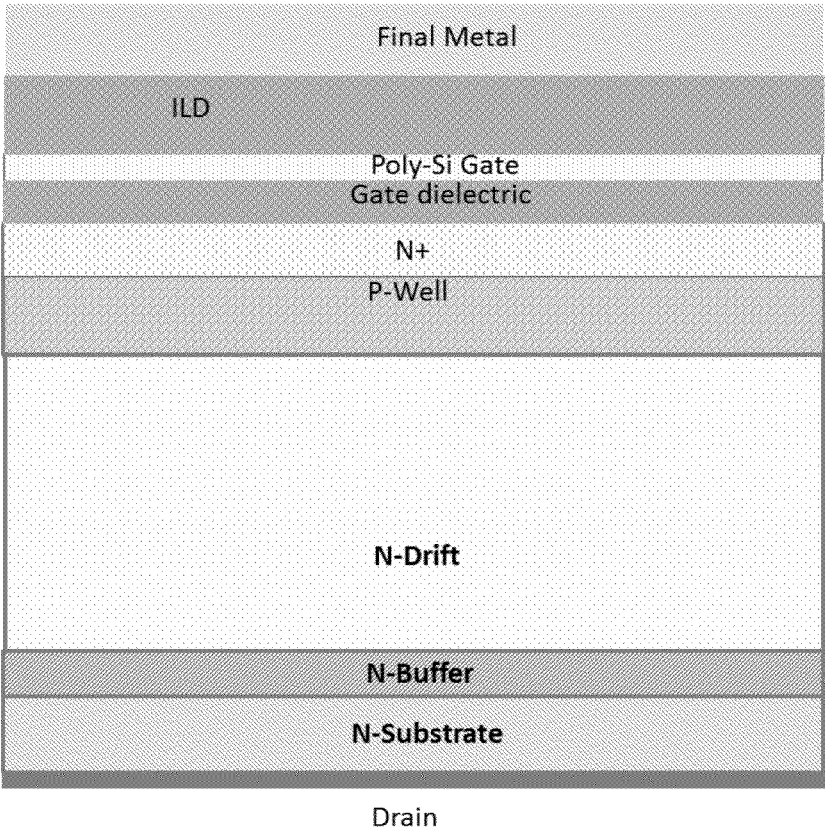 Final Metal
ILD
Poly-Si Gate
Gate dielectric
N+
P-Well
N-Drift
N-Buffer
N-Substrate
Drain